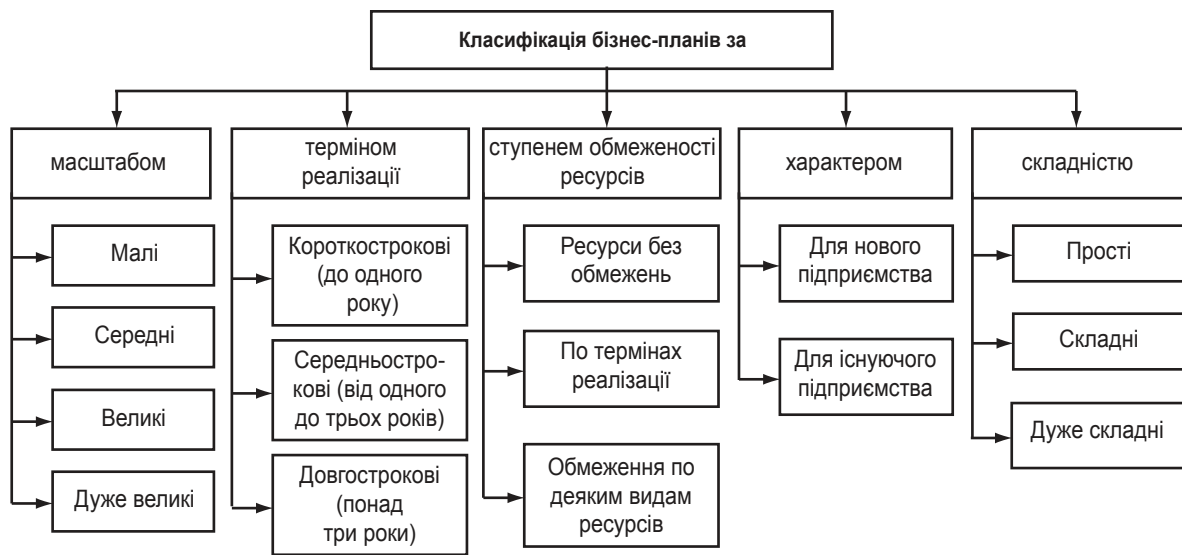 Класифікація бізнес-планів за
масштабом
Малі
Середні
Великі
Дуже великі
терміном
реалізації
Короткострокові
(до одного
року)
Середньостро-
кові (від одного
до трьох років)
Довгострокові
(понад
три роки)
ступенем обмеженості
ресурсів
Ресурси без
обмежень
По термінах
реалізації
Обмеження по
деяким видам
ресурсів
характером
Для нового
підприємства
Для існуючого
підприємства
складністю
Прості
Складні
Дуже складні